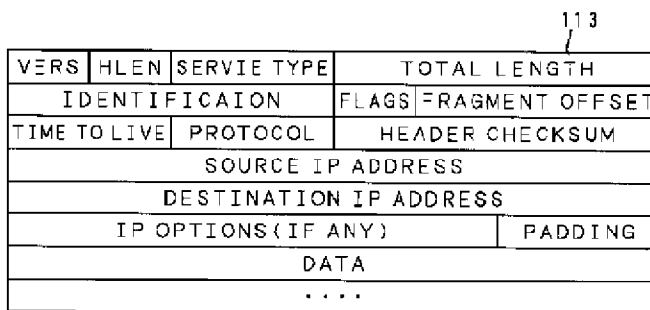 113
VERS HLEN SERVIE TYPE TOTAL LENGTH
IDENTIFICAION FLAGS FRAGMENT OFFSET
TIME TO LIVE PROTOCOL HEADER CHECKSUM
SOURCE IP ADDRESS
DESTINATION IP ADDRESS
IP OPTIONS(IF ANY) PADDING
DATA
....